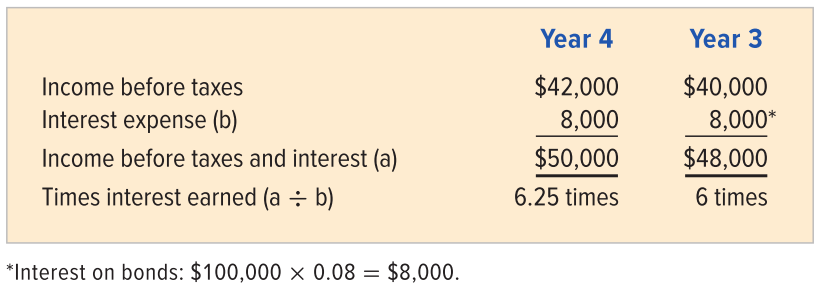 Year 4 Year 3
Income before taxes $42,000 $40,000
Interest expense (b) 8,000 8,000*
Income before taxes and interest (a) $50,000 $48,000
Times interest earned (a ÷ b) 6.25 times 6 times
*Interest on bonds: $100,000 × 0.08 = $8,000.